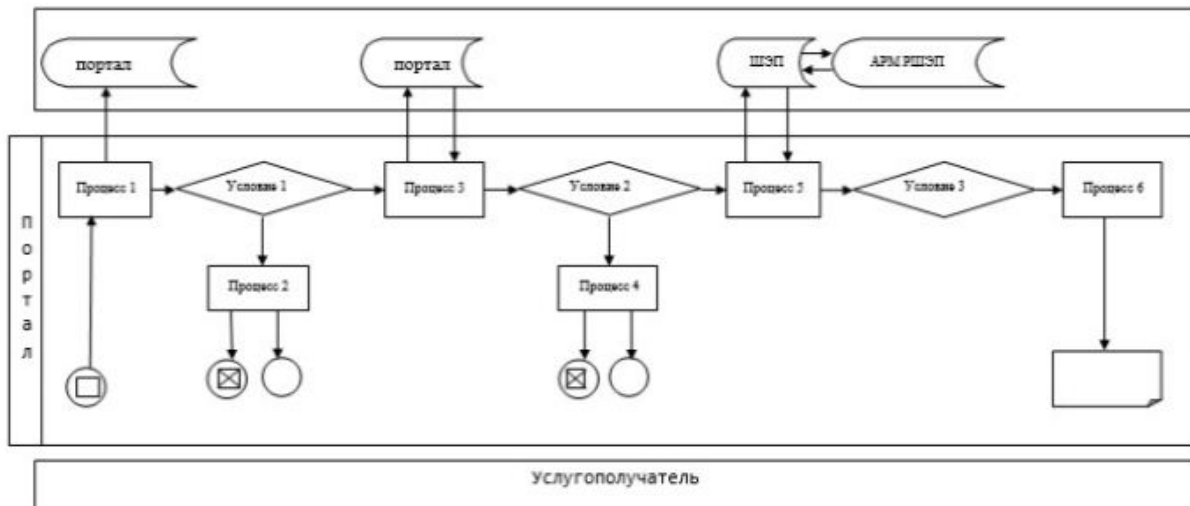 портал
портал
ШЭП
АРМ РШЭП
Процесс 1
Условие 1
Процесс 3
Условие 2
Процесс 5
Условие 3
Процесс 6
Процесс 2
Процесс 4
Портал
Услугополучатель